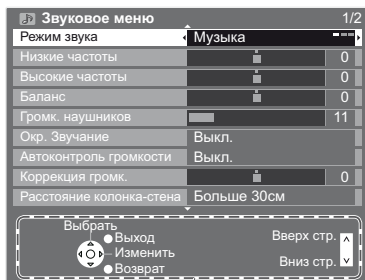 Звуковое меню 1/2
Режим звука Музыка
Низкие частоты 0
Высокие частоты 0
Баланс 0
Громк. наушников 11
Окр. Звучание Выкл.
Автоконтроль громкости Выкл.
Коррекция громк. 0
Расстояние колонка-стена Больше 30см
Выбрать
Выход
Изменить
Возврат
Вверх стр.
Вниз стр.